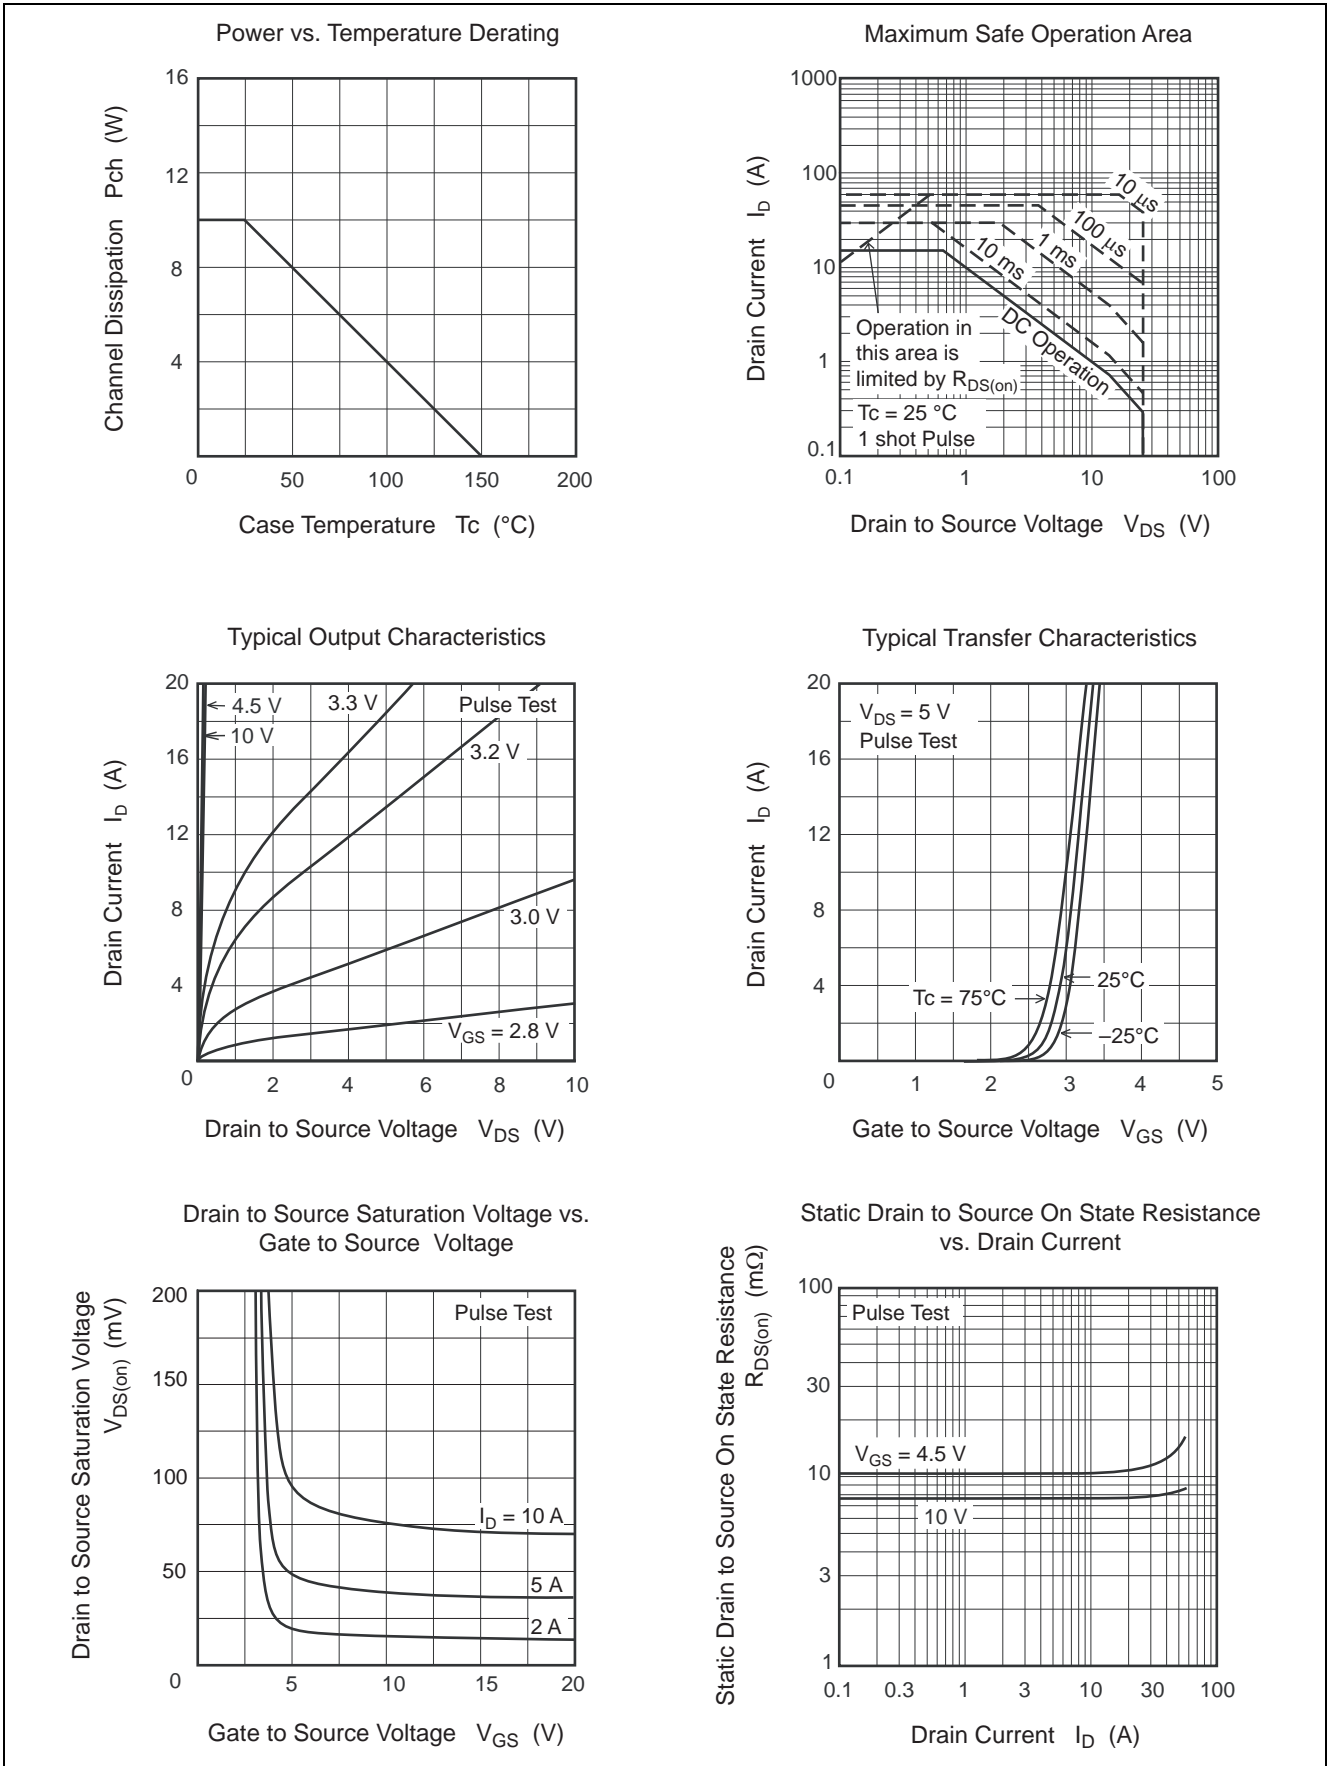 Power vs. Temperature Derating
16
12
8
4
0
50
100
150
200
Channel Dissipation Pch (W)
Case Temperature Tc (°C)
Maximum Safe Operation Area
1000
100
10
1
0.1
0.1
1
10
100
Drain Current ID (A)
10 µs
100 µs
1 ms
10 ms
DC Operation
Operation in
this area is
limited by RDS(on)
Tc = 25 °C
1 shot Pulse
Drain to Source Voltage VDS (V)
Typical Output Characteristics
20
16
12
8
4
0
2
4
6
8
10
Drain Current ID (A)
4.5 V
10 V
3.3 V
Pulse Test
3.2 V
3.0 V
VGS = 2.8 V
Drain to Source Voltage VDS (V)
Typical Transfer Characteristics
20
16
12
8
4
0
1
2
3
4
5
Drain Current ID (A)
VDS = 5 V
Pulse Test
25°C
Tc = 75°C
–25°C
Gate to Source Voltage VGS (V)
Drain to Source Saturation Voltage vs.
Gate to Source Voltage
200
150
100
50
0
5
10
15
20
Drain to Source Saturation Voltage
VDS(on) (mV)
Pulse Test
ID = 10 A
5 A
2 A
Gate to Source Voltage VGS (V)
Static Drain to Source On State Resistance
vs. Drain Current
100
30
10
3
1
0.1
0.3
1
3
10
30
100
Static Drain to Source On State Resistance
RDS(on) (mΩ)
Pulse Test
VGS = 4.5 V
10 V
Drain Current ID (A)